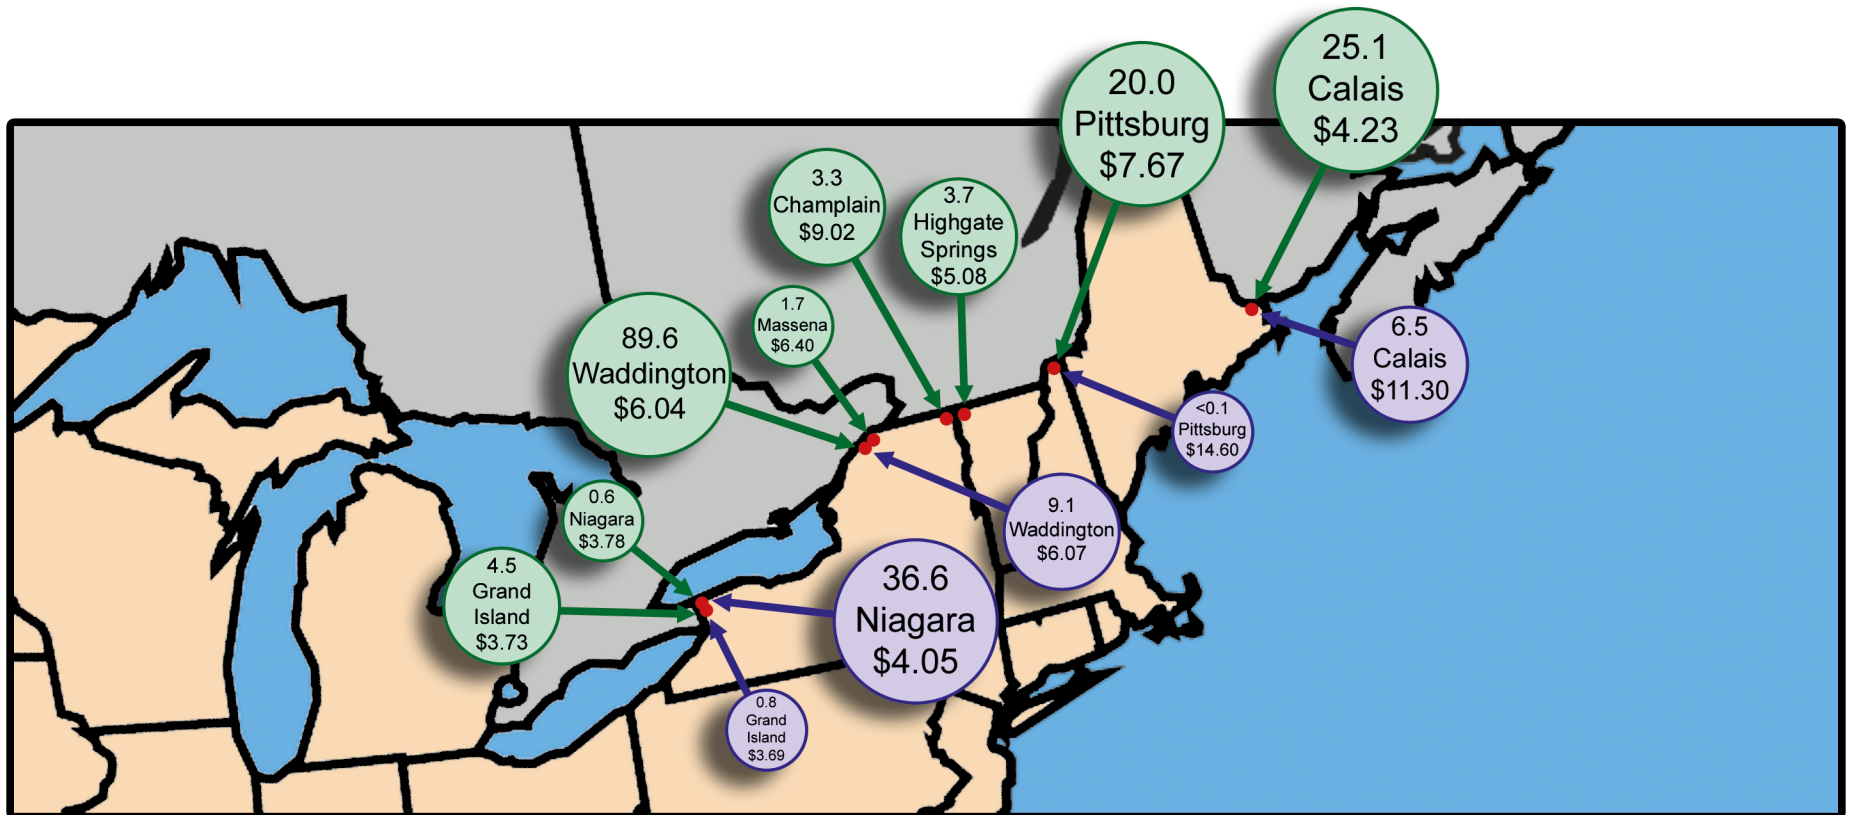 25.1
Calais
$4.23
20.0
Pittsburg
$7.67
3.3
Champlain
$9.02
3.7
Highgate
Springs
$5.08
1.7
Massena
$6.40
89.6
Waddington
$6.04
6.5
Calais
$11.30
<0.1
Pittsburg
$14.60
0.6
Niagara
$3.78
9.1
Waddington
$6.07
4.5
Grand
Island
$3.73
36.6
Niagara
$4.05
0.8
Grand
Island
$3.69